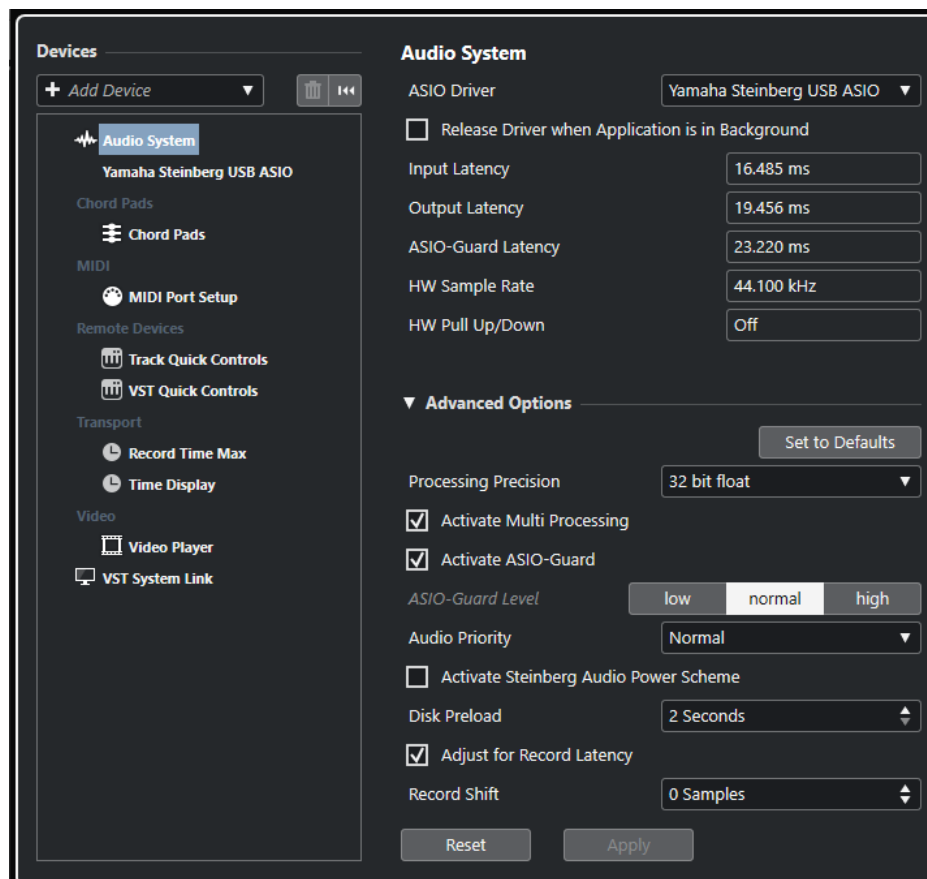 Devices
Add Device
Audio System
Yamaha Steinberg USB ASIO
Chord Pads
Chord Pads
MIDI
MIDI Port Setup
Remote Devices
Track Quick Controls
VST Quick Controls
Transport
Record Time Max
Time Display
Video
Video Player
VST System Link
Audio System
ASIO Driver Yamaha Steinberg USB ASIO
Release Driver when Application is in Background
Input Latency 16.485 ms
Output Latency 19.456 ms
ASIO-Guard Latency 23.220 ms
HW Sample Rate 44.100 kHz
HW Pull Up/Down Off
Advanced Options
Set to Defaults
Processing Precision 32 bit float
Activate Multi Processing
Activate ASIO-Guard
ASIO-Guard Level low normal high
Audio Priority Normal
Activate Steinberg Audio Power Scheme
Disk Preload 2 Seconds
Adjust for Record Latency
Record Shift 0 Samples
Reset Apply